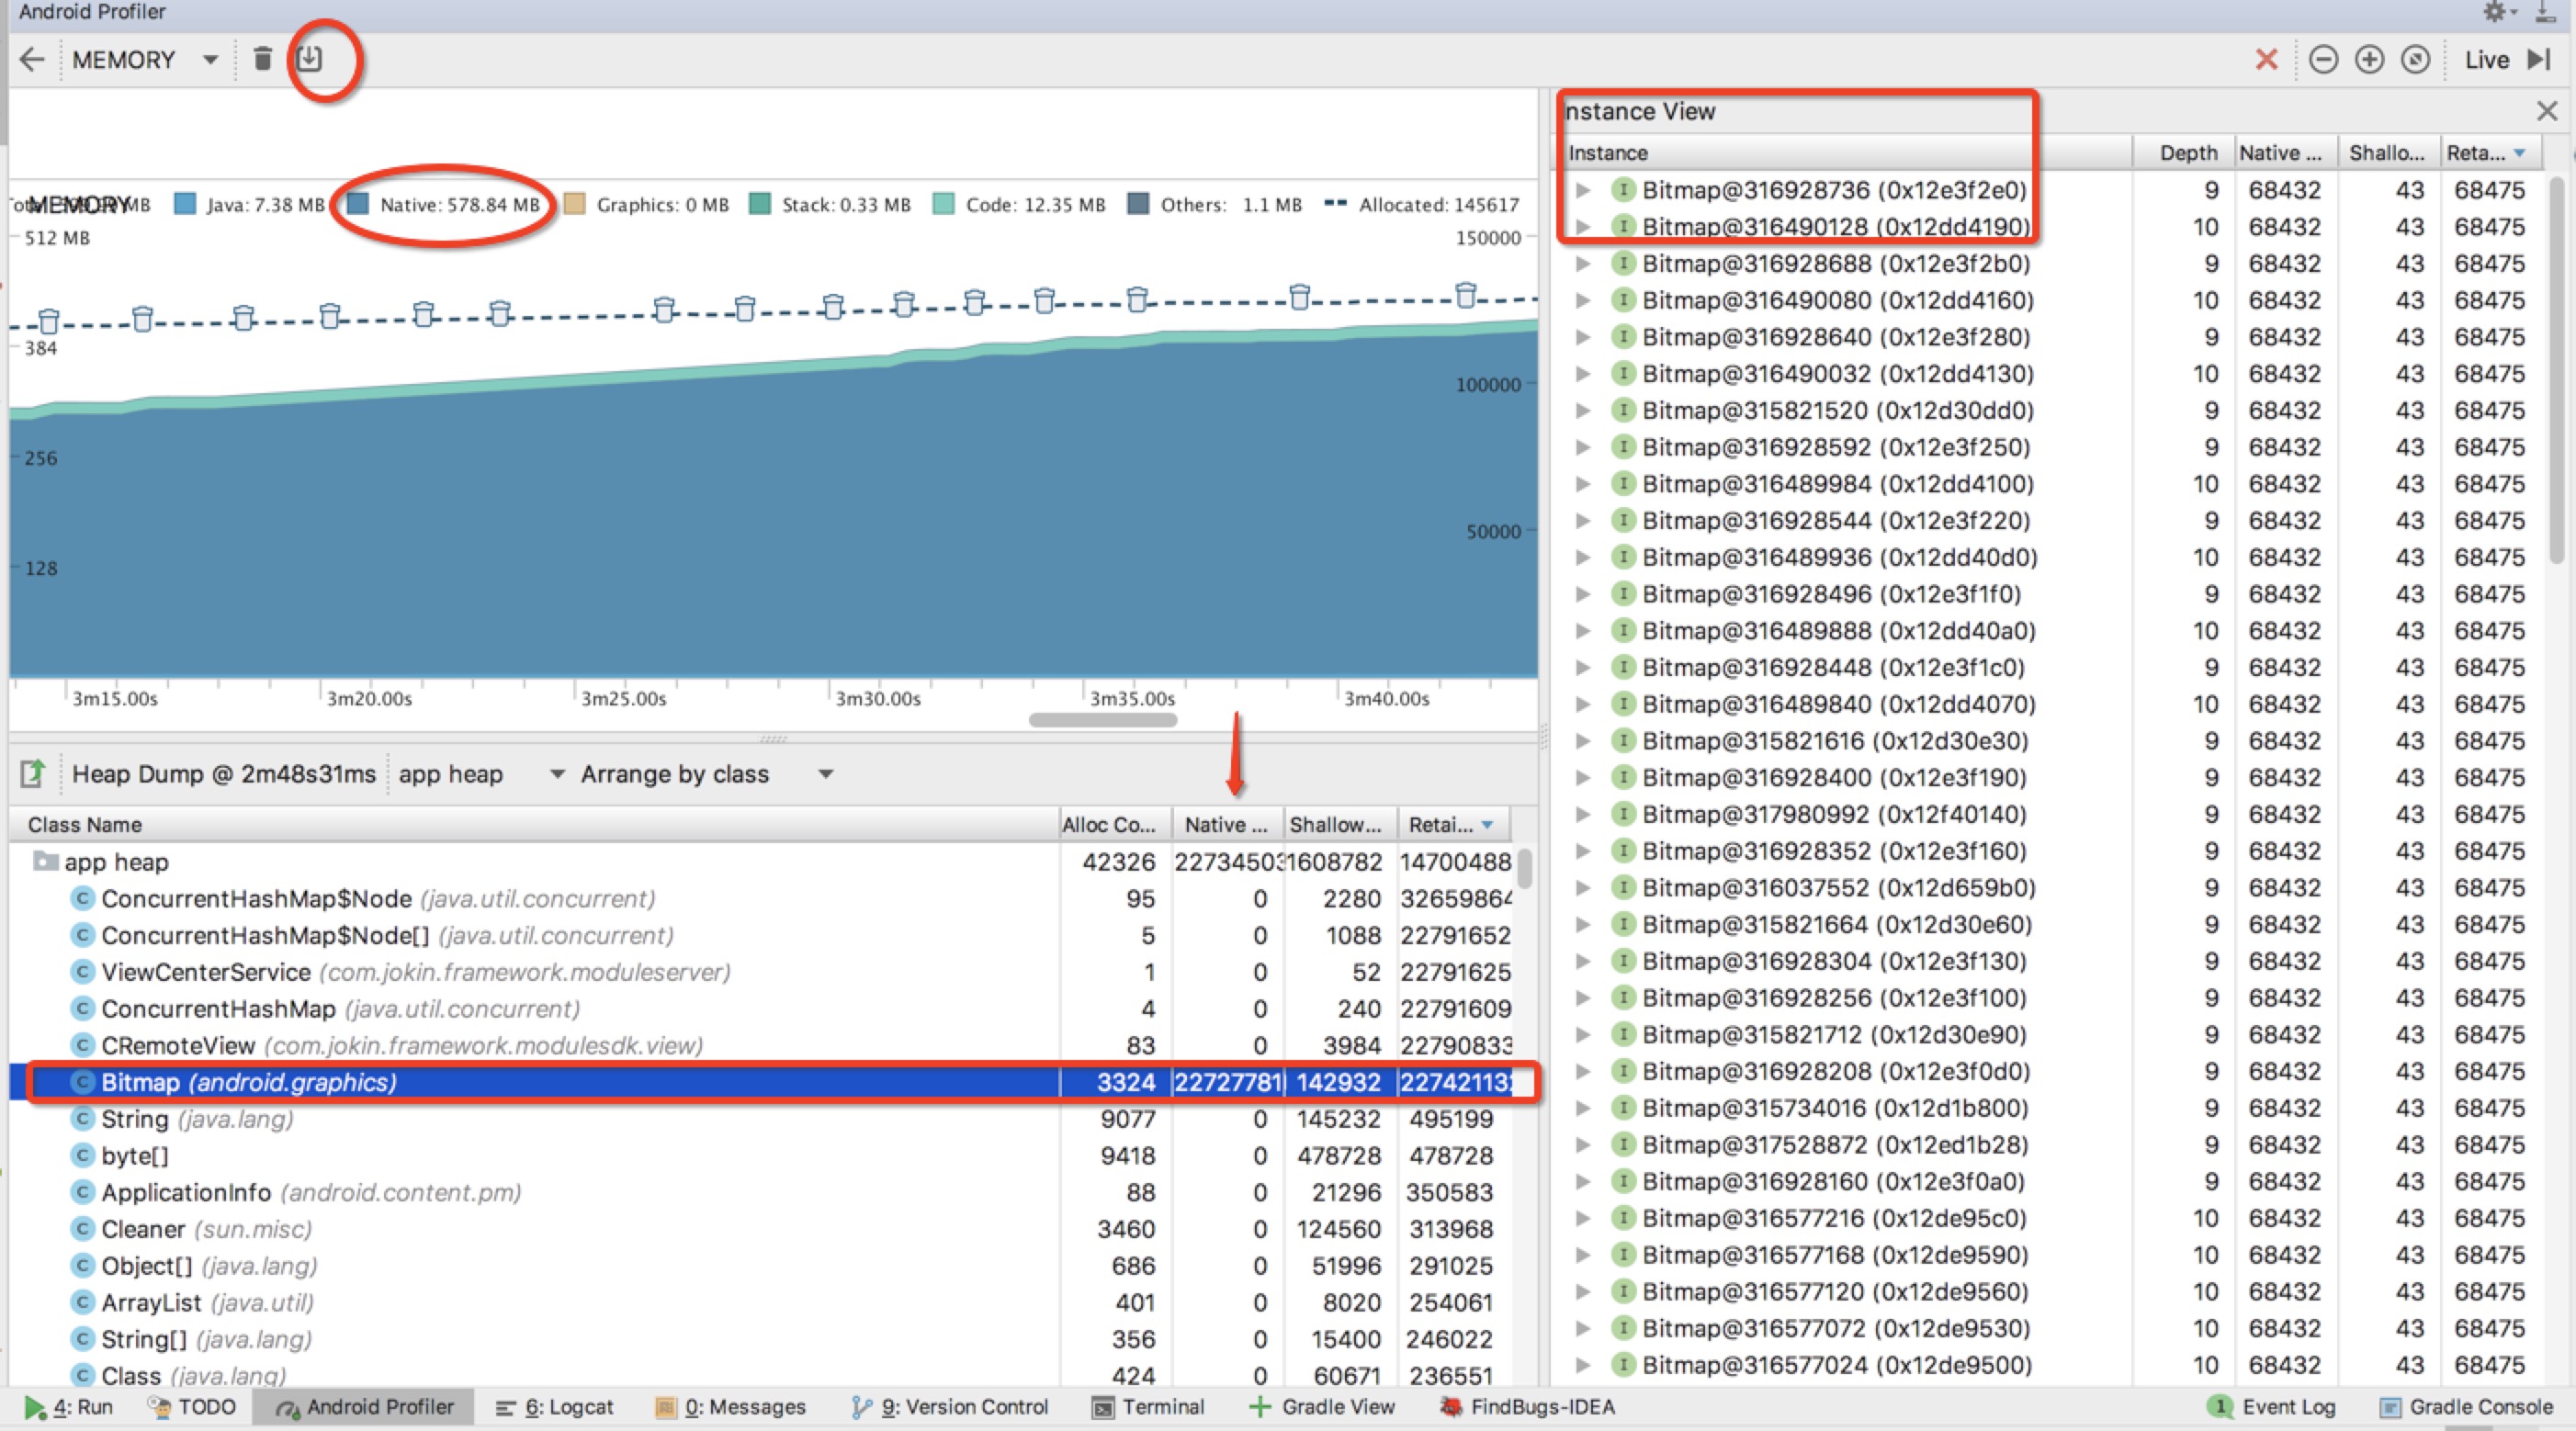 Android Profiler
MEMORY
Live
MEMORY
MB
Java: 7.38 MB
Native: 578.84 MB
Graphics: 0 MB
Stack: 0.33 MB
Code: 12.35 MB
Others: 1.1 MB
Allocated: 145617
512 MB
150000
384
100000
256
50000
128
3m15.00s
3m20.00s
3m25.00s
3m30.00s
3m35.00s
3m40.00s
Heap Dump @ 2m48s31ms
app heap
Arrange by class
Class Name Alloc Co... Native ... Shallow... Retai...
app heap 42326 22734503 1608782 14700488
ConcurrentHashMap$Node (java.util.concurrent) 95 0 2280 32659864
ConcurrentHashMap$Node[] (java.util.concurrent) 5 0 1088 22791652
ViewCenterService (com.jokin.framework.moduleserver) 1 0 52 22791625
ConcurrentHashMap (java.util.concurrent) 4 0 240 22791609
CRemoteView (com.jokin.framework.modulesdk.view) 83 0 3984 22790833
Bitmap (android.graphics) 3324 22727781 142932 22742113
String (java.lang) 9077 0 145232 495199
byte[] 9418 0 478728 478728
ApplicationInfo (android.content.pm) 88 0 21296 350583
Cleaner (sun.misc) 3460 0 124560 313968
Object[] (java.lang) 686 0 51996 291025
ArrayList (java.util) 401 0 8020 254061
String[] (java.lang) 356 0 15400 246022
Class (java.lang) 424 0 60671 236551
nstance View
Instance Depth Native ... Shallo... Reta...
Bitmap@316928736 (0x12e3f2e0) 9 68432 43 68475
Bitmap@316490128 (0x12dd4190) 10 68432 43 68475
Bitmap@316928688 (0x12e3f2b0) 9 68432 43 68475
Bitmap@316490080 (0x12dd4160) 10 68432 43 68475
Bitmap@316928640 (0x12e3f280) 9 68432 43 68475
Bitmap@316490032 (0x12dd4130) 10 68432 43 68475
Bitmap@315821520 (0x12d30dd0) 9 68432 43 68475
Bitmap@316928592 (0x12e3f250) 9 68432 43 68475
Bitmap@316489984 (0x12dd4100) 10 68432 43 68475
Bitmap@316928544 (0x12e3f220) 9 68432 43 68475
Bitmap@316489936 (0x12dd40d0) 10 68432 43 68475
Bitmap@316928496 (0x12e3f1f0) 9 68432 43 68475
Bitmap@316489888 (0x12dd40a0) 10 68432 43 68475
Bitmap@316928448 (0x12e3f1c0) 9 68432 43 68475
Bitmap@316489840 (0x12dd4070) 10 68432 43 68475
Bitmap@315821616 (0x12d30e30) 9 68432 43 68475
Bitmap@316928400 (0x12e3f190) 9 68432 43 68475
Bitmap@317980992 (0x12f40140) 9 68432 43 68475
Bitmap@316928352 (0x12e3f160) 9 68432 43 68475
Bitmap@316037552 (0x12d659b0) 9 68432 43 68475
Bitmap@315821664 (0x12d30e60) 9 68432 43 68475
Bitmap@316928304 (0x12e3f130) 9 68432 43 68475
Bitmap@316928256 (0x12e3f100) 9 68432 43 68475
Bitmap@315821712 (0x12d30e90) 9 68432 43 68475
Bitmap@316928208 (0x12e3f0d0) 9 68432 43 68475
Bitmap@315734016 (0x12d1b800) 9 68432 43 68475
Bitmap@317528872 (0x12ed1b28) 9 68432 43 68475
Bitmap@316928160 (0x12e3f0a0) 9 68432 43 68475
Bitmap@316577216 (0x12de95c0) 10 68432 43 68475
Bitmap@316577168 (0x12de9590) 10 68432 43 68475
Bitmap@316577120 (0x12de9560) 10 68432 43 68475
Bitmap@316577072 (0x12de9530) 10 68432 43 68475
Bitmap@316577024 (0x12de9500) 10 68432 43 68475
4: Run
TODO
Android Profiler
6: Logcat
0: Messages
9: Version Control
Terminal
Gradle View
FindBugs-IDEA
1 Event Log
Gradle Console